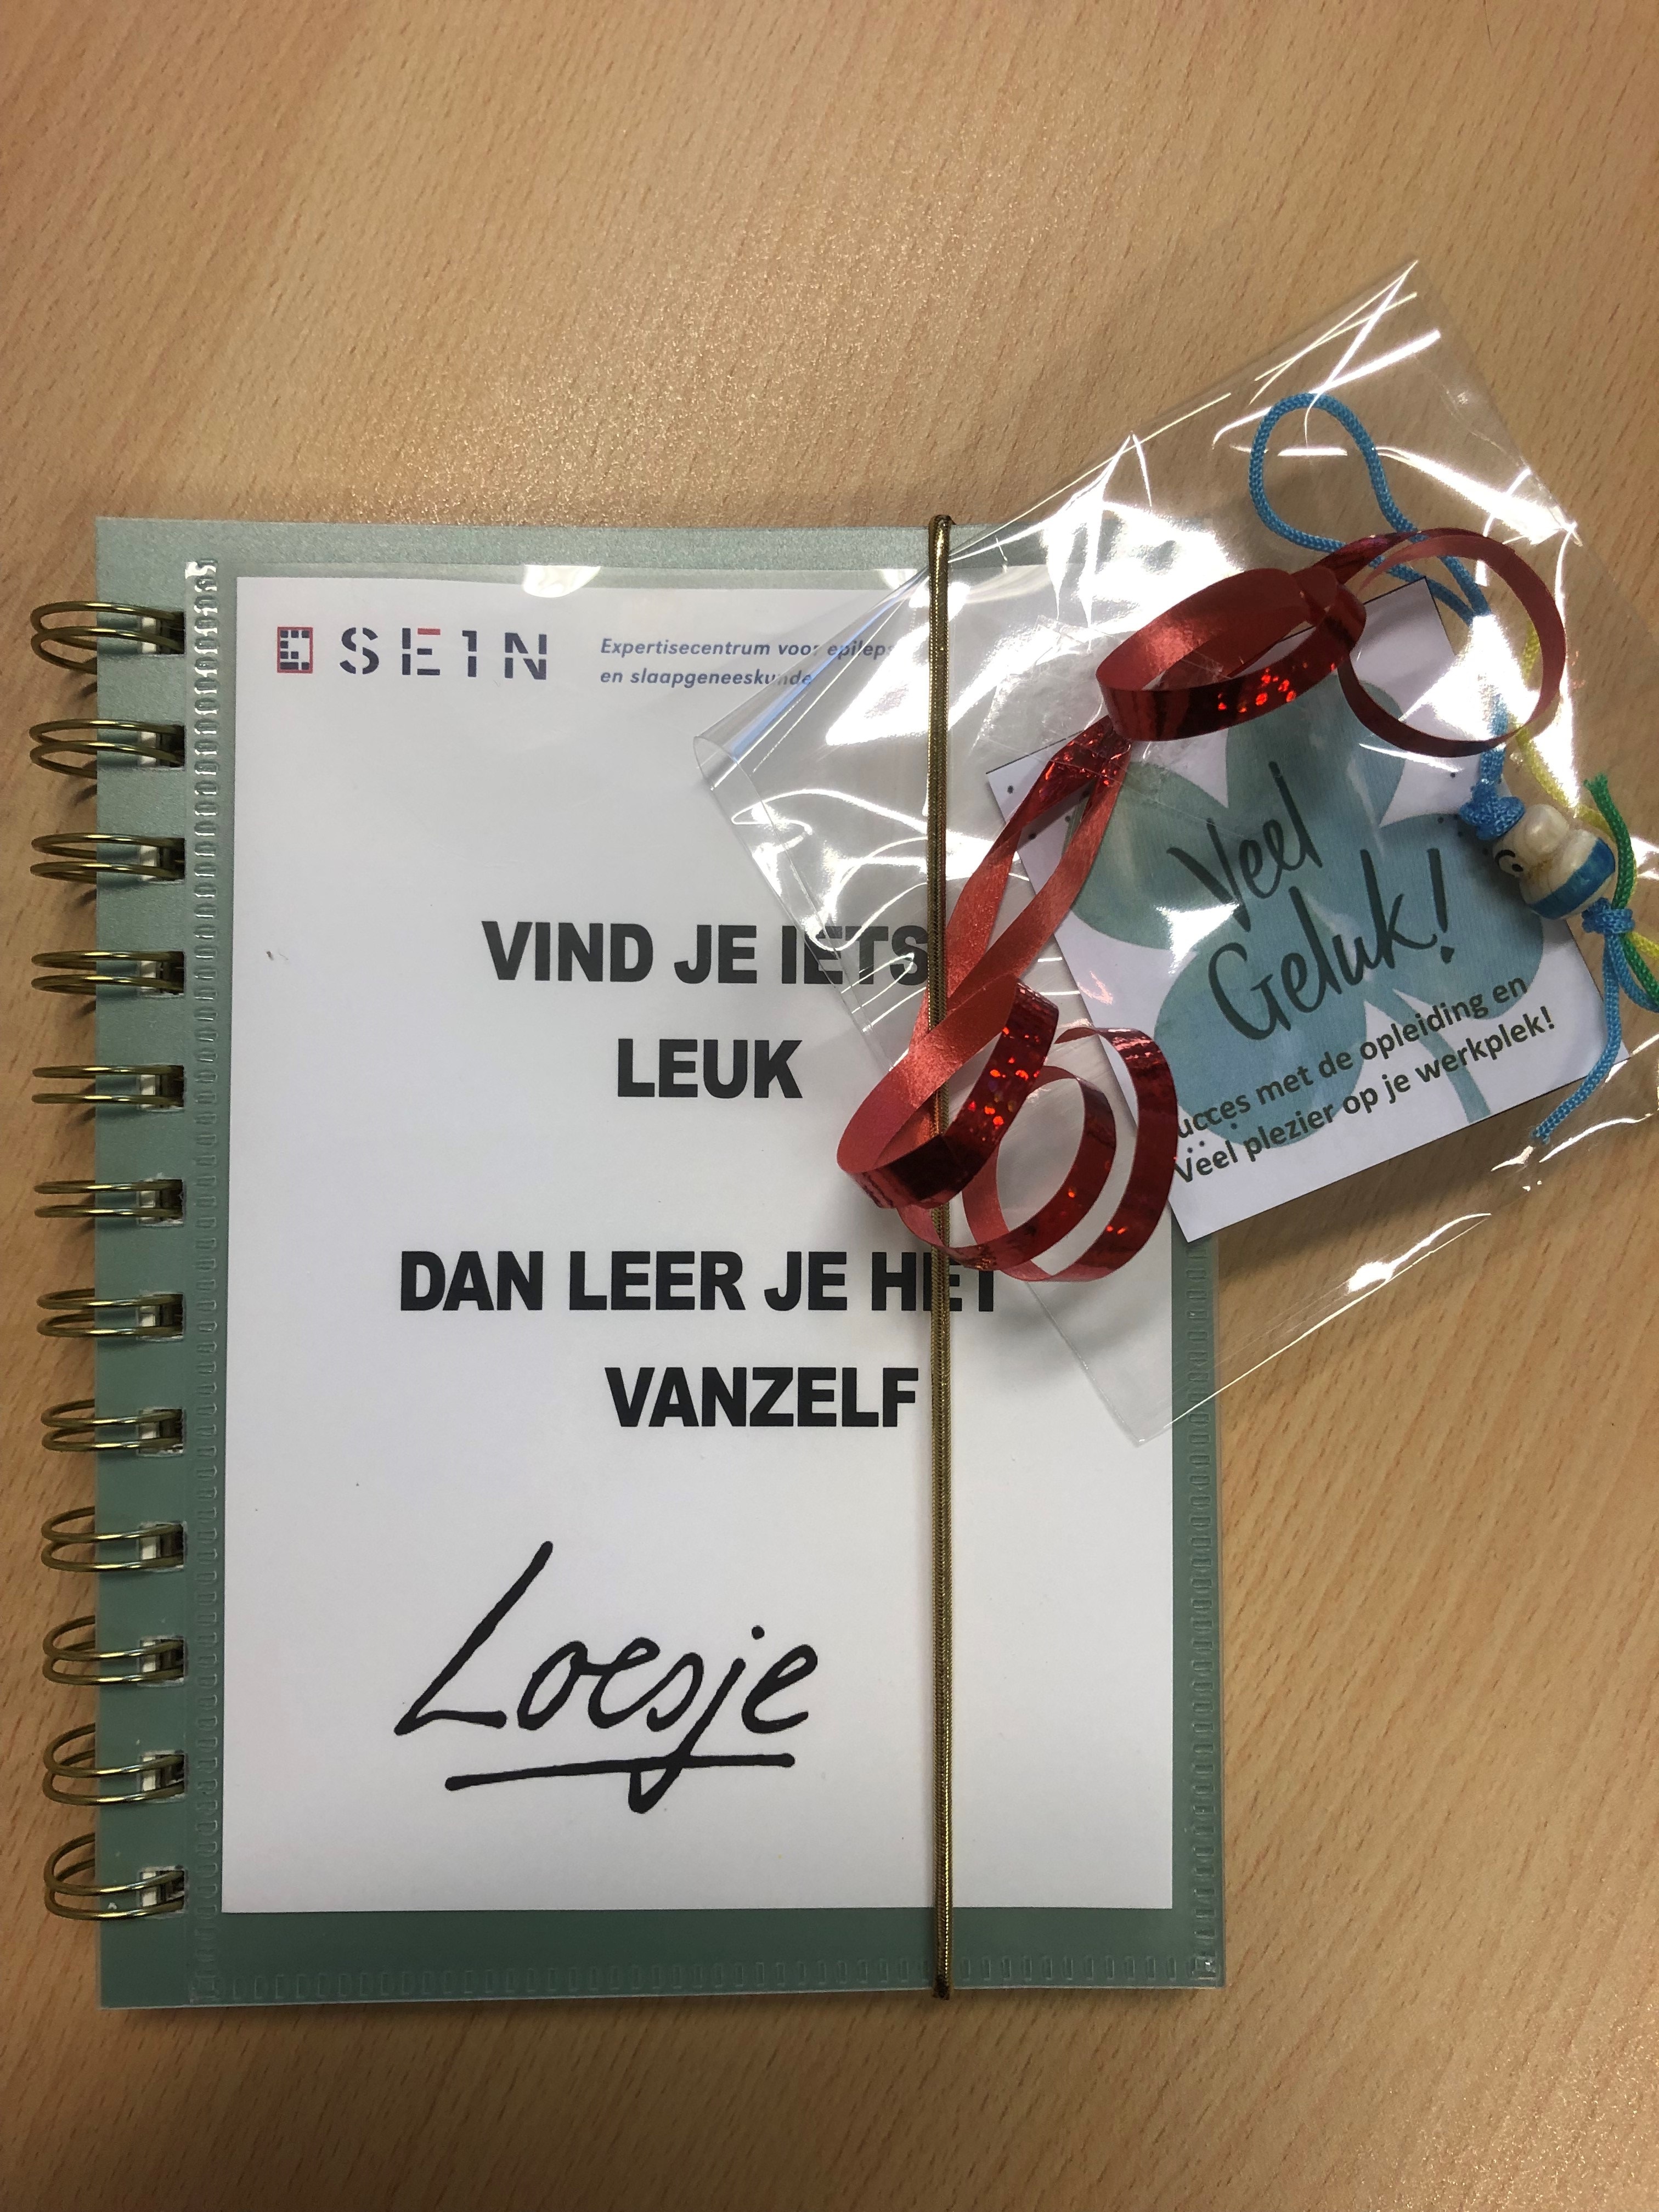 SEIN
Expertisecentrum voor epileps
en slaapgeneeskunde
VIND JE IETS
LEUK
DAN LEER JE HET
VANZELF
Loesje
Veel
Geluk!
ucces met de opleiding en
Veel plezier op je werkplek!